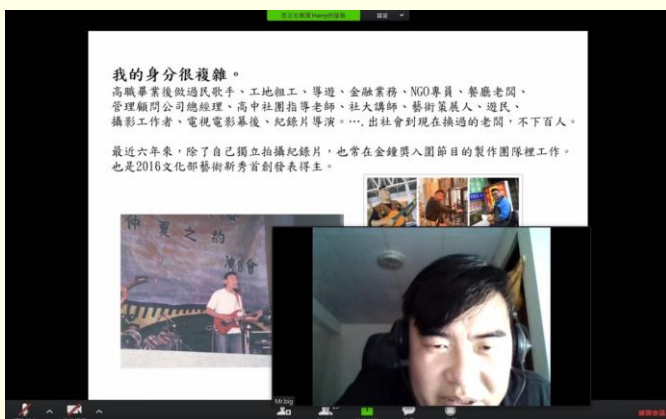 我的身分很複雜。
高職畢業後做過民歌手、工地粗工、導遊、金融業務、NGO專員、餐廳老闆、
管理顧問公司總經理、高中社團指導老師、社大講師、藝術策展人、遊民、
攝影工作者、電視電影幕後、紀錄片導演。….出社會到現在換過的老闆,不下百人。
最近六年來,除了自己獨立拍攝紀錄片,也常在金鐘獎入圍節目的製作團隊裡工作。
也是2016文化部藝術新秀首創發表得主。
仲夏之約
演唱會
Mr.big